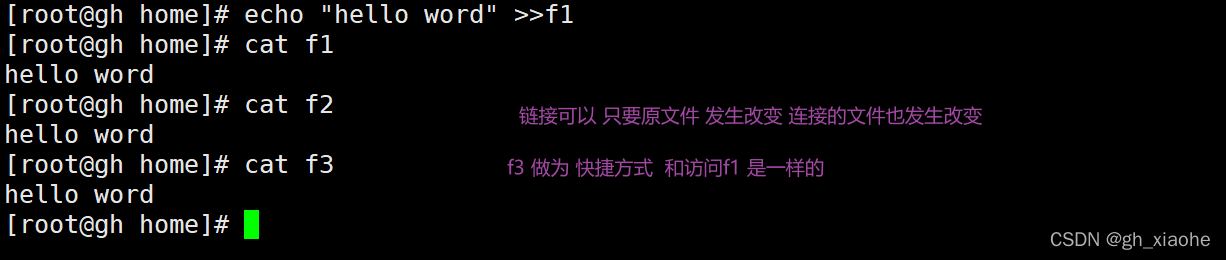 [root@gh home]# echo "hello word" >>f1
[root@gh home]# cat f1
hello word
[root@gh home]# cat f2
链接可以 只要原文件 发生改变 连接的文件也发生改变
hello word
[root@gh home]# cat f3
f3 做为 快捷方式 和访问f1 是一样的
hello word
[root@gh home]#
CSDN @gh_xiaohe